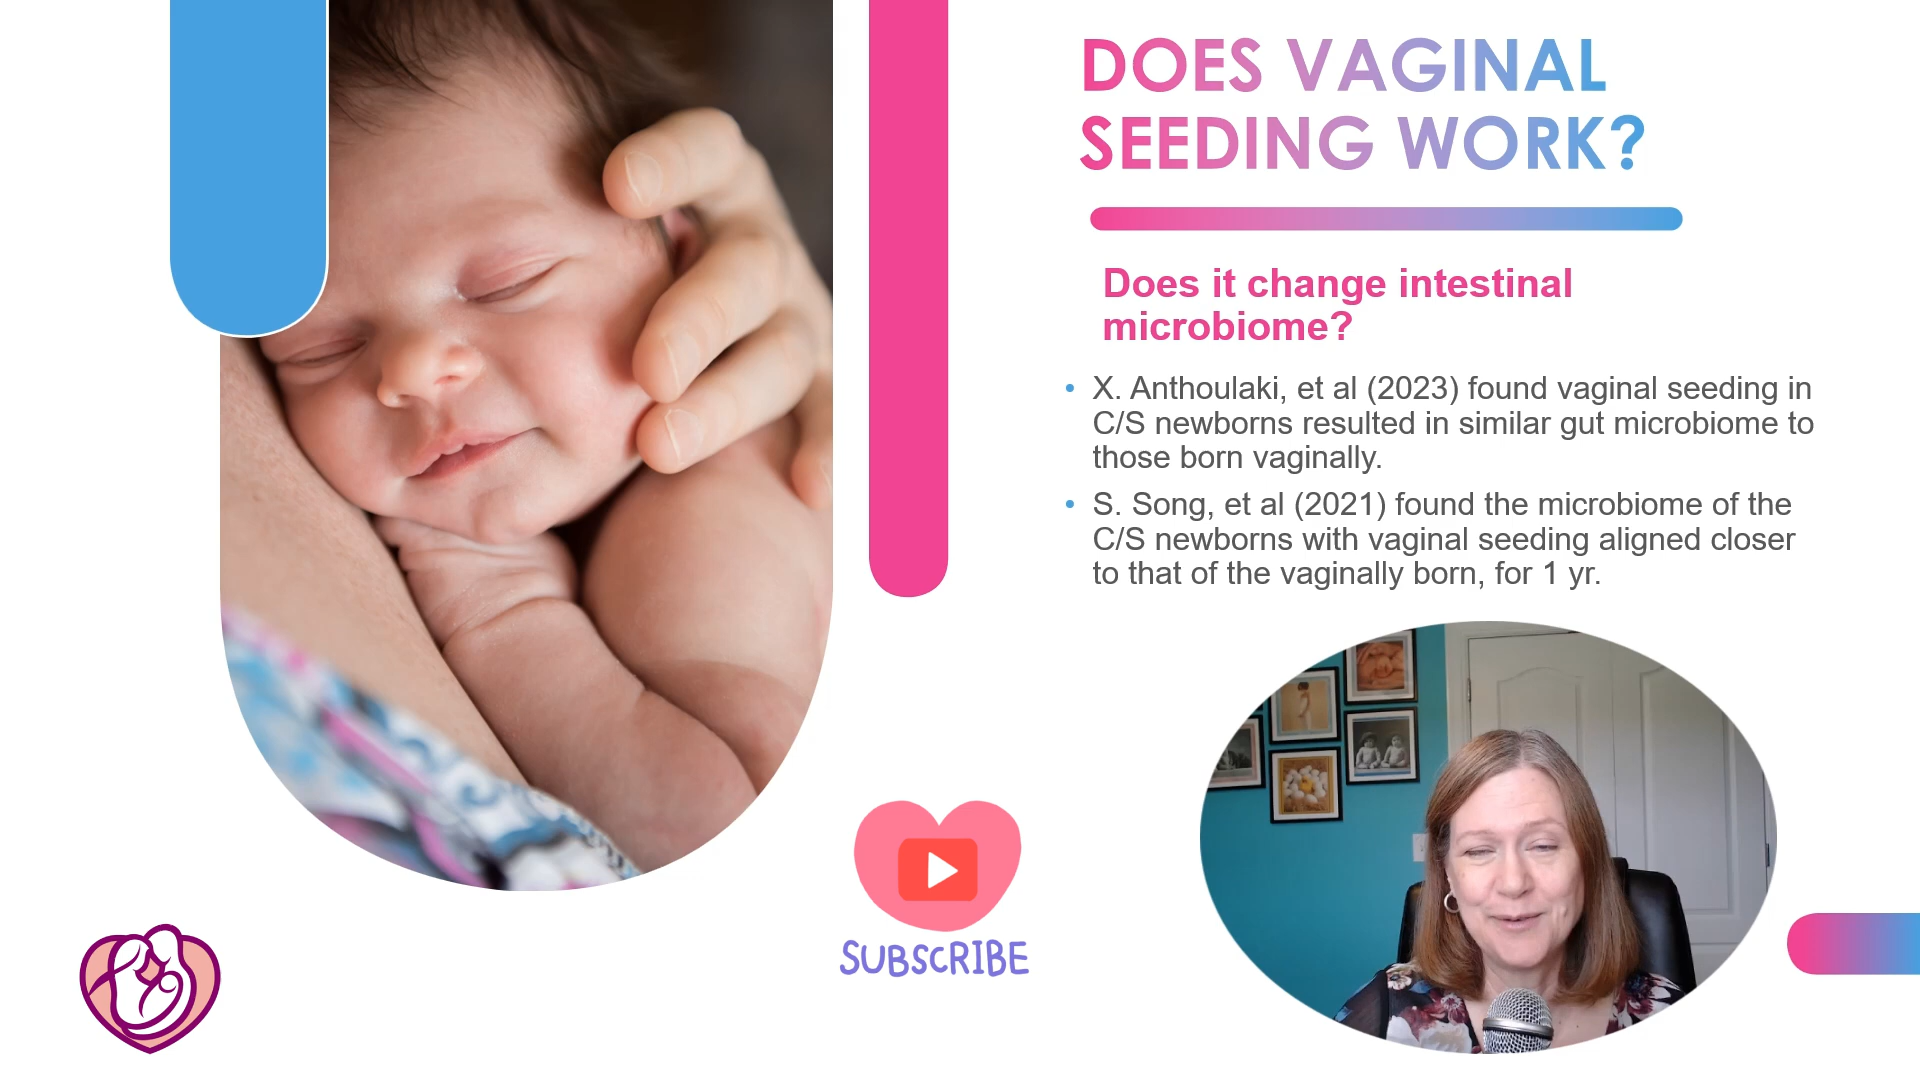 DOES VAGINAL
SEEDING WORK?
Does it change intestinal
microbiome?
• X. Anthoulaki, et al (2023) found vaginal seeding in
C/S newborns resulted in similar gut microbiome to
those born vaginally.
• S. Song, et al (2021) found the microbiome of the
C/S newborns with vaginal seeding aligned closer
to that of the vaginally born, for 1 yr.
SUBSCRIBE